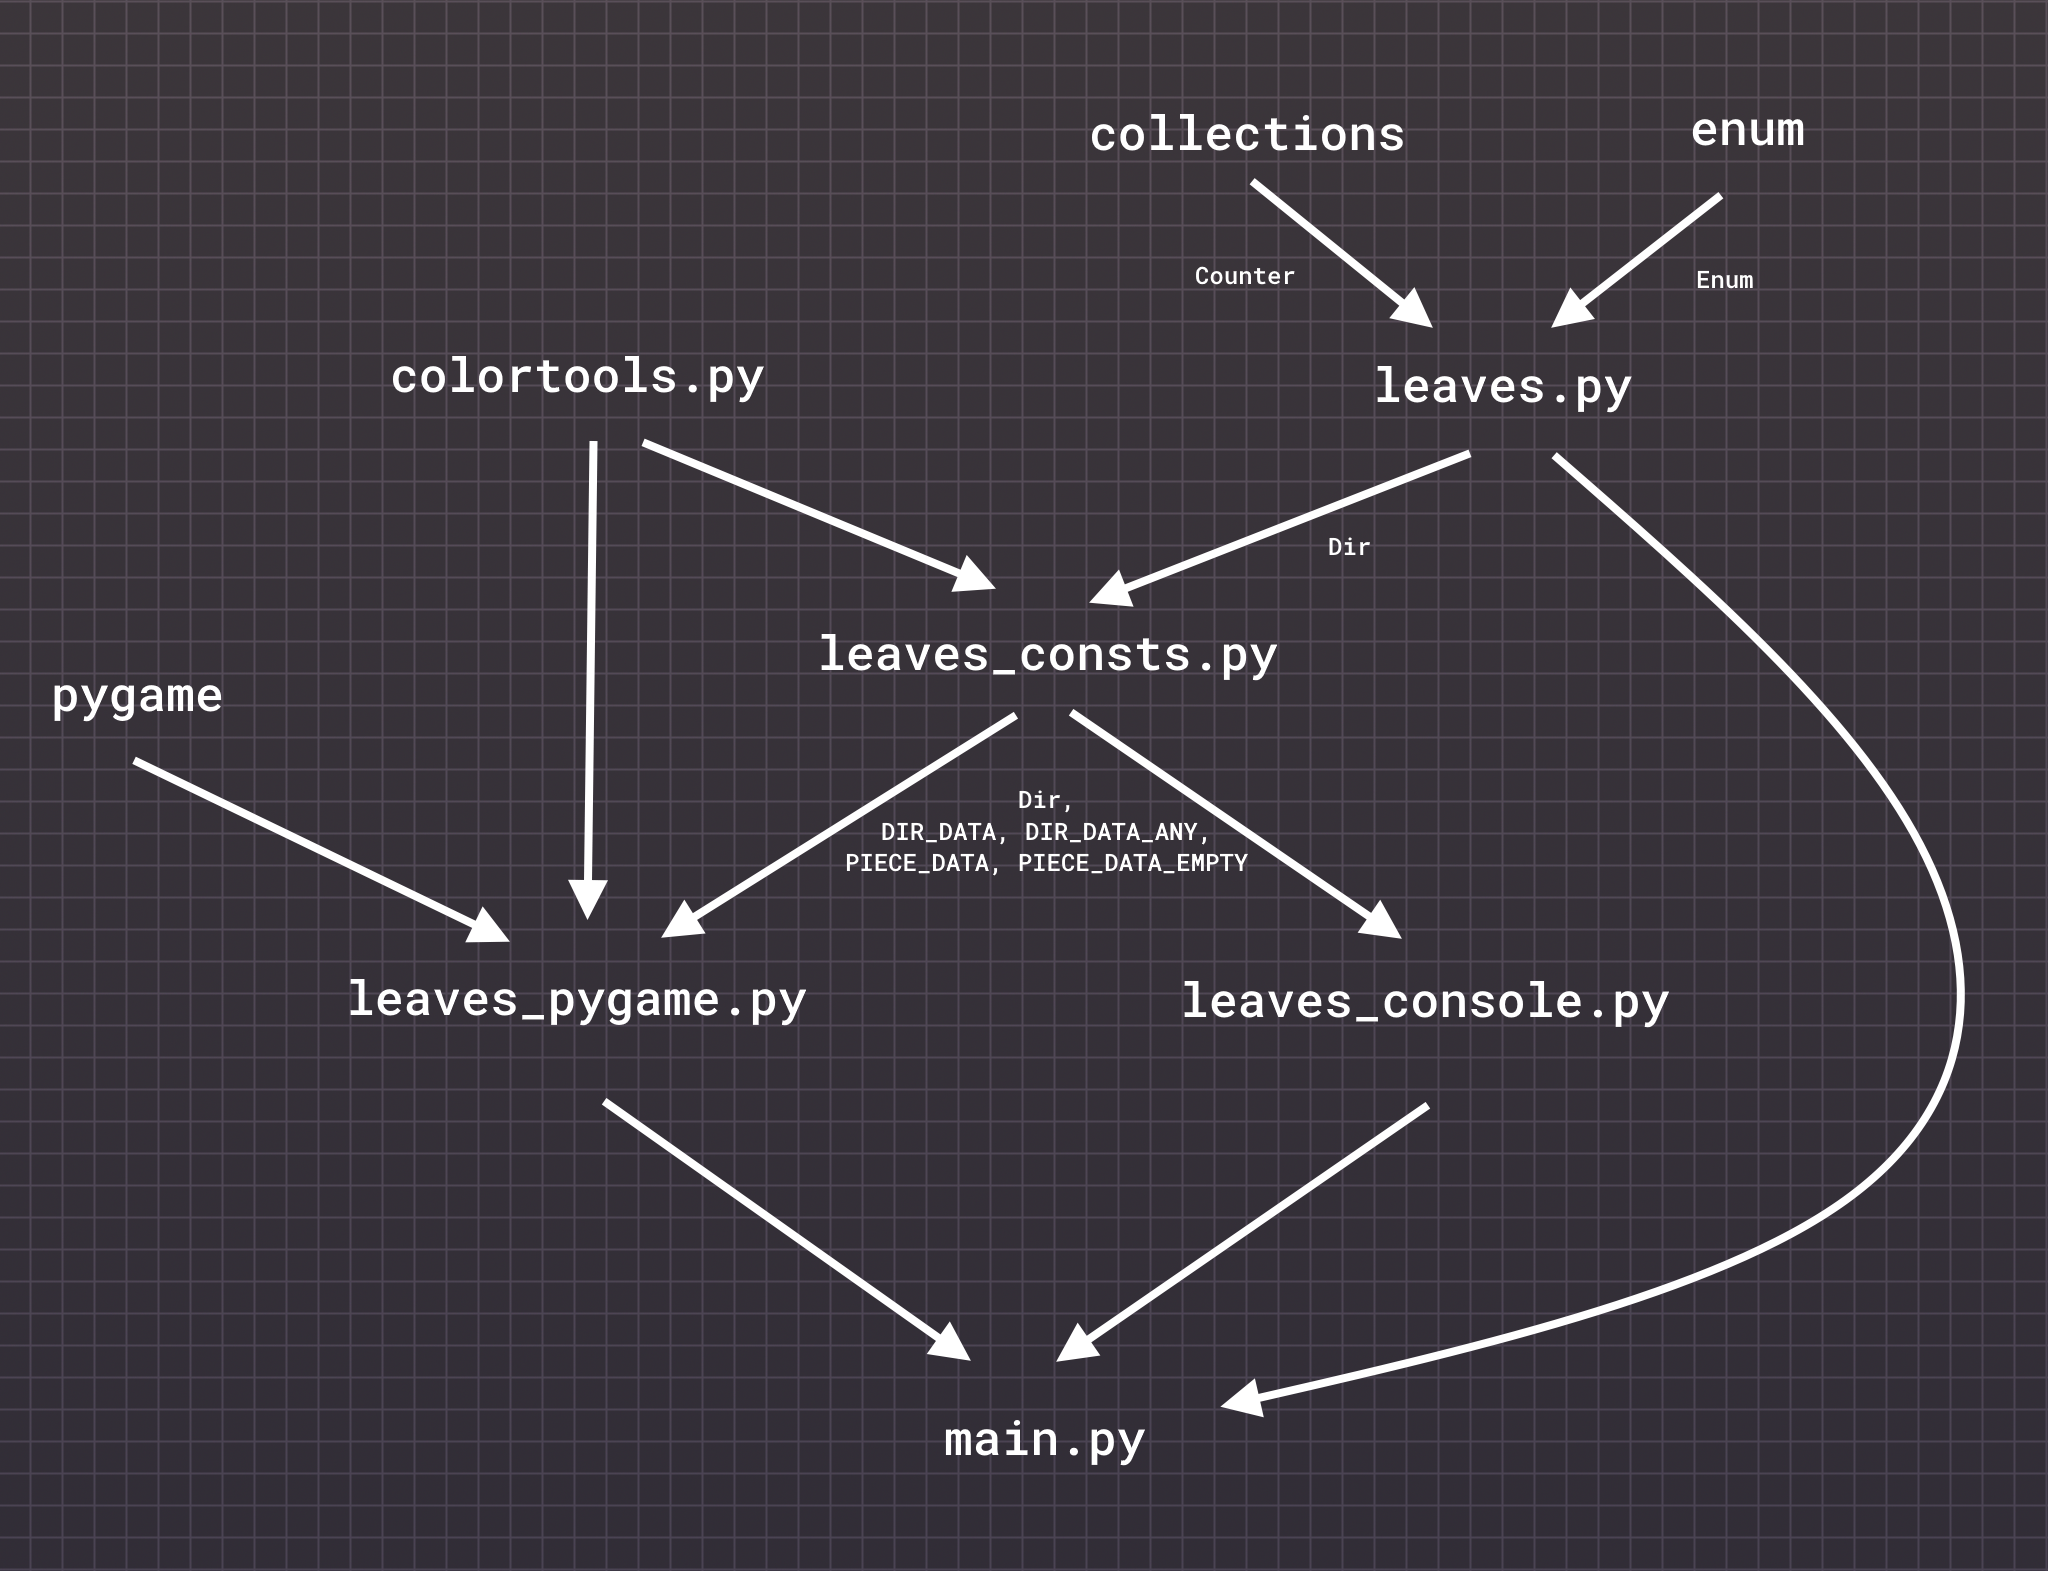 collections
enum
Counter
Enum
colortools.py
leaves.py
Dir
leaves_consts.py
pygame
Dir,
DIR_DATA, DIR_DATA_ANY,
PIECE_DATA, PIECE_DATA_EMPTY
leaves_pygame.py
leaves_console.py
main.py